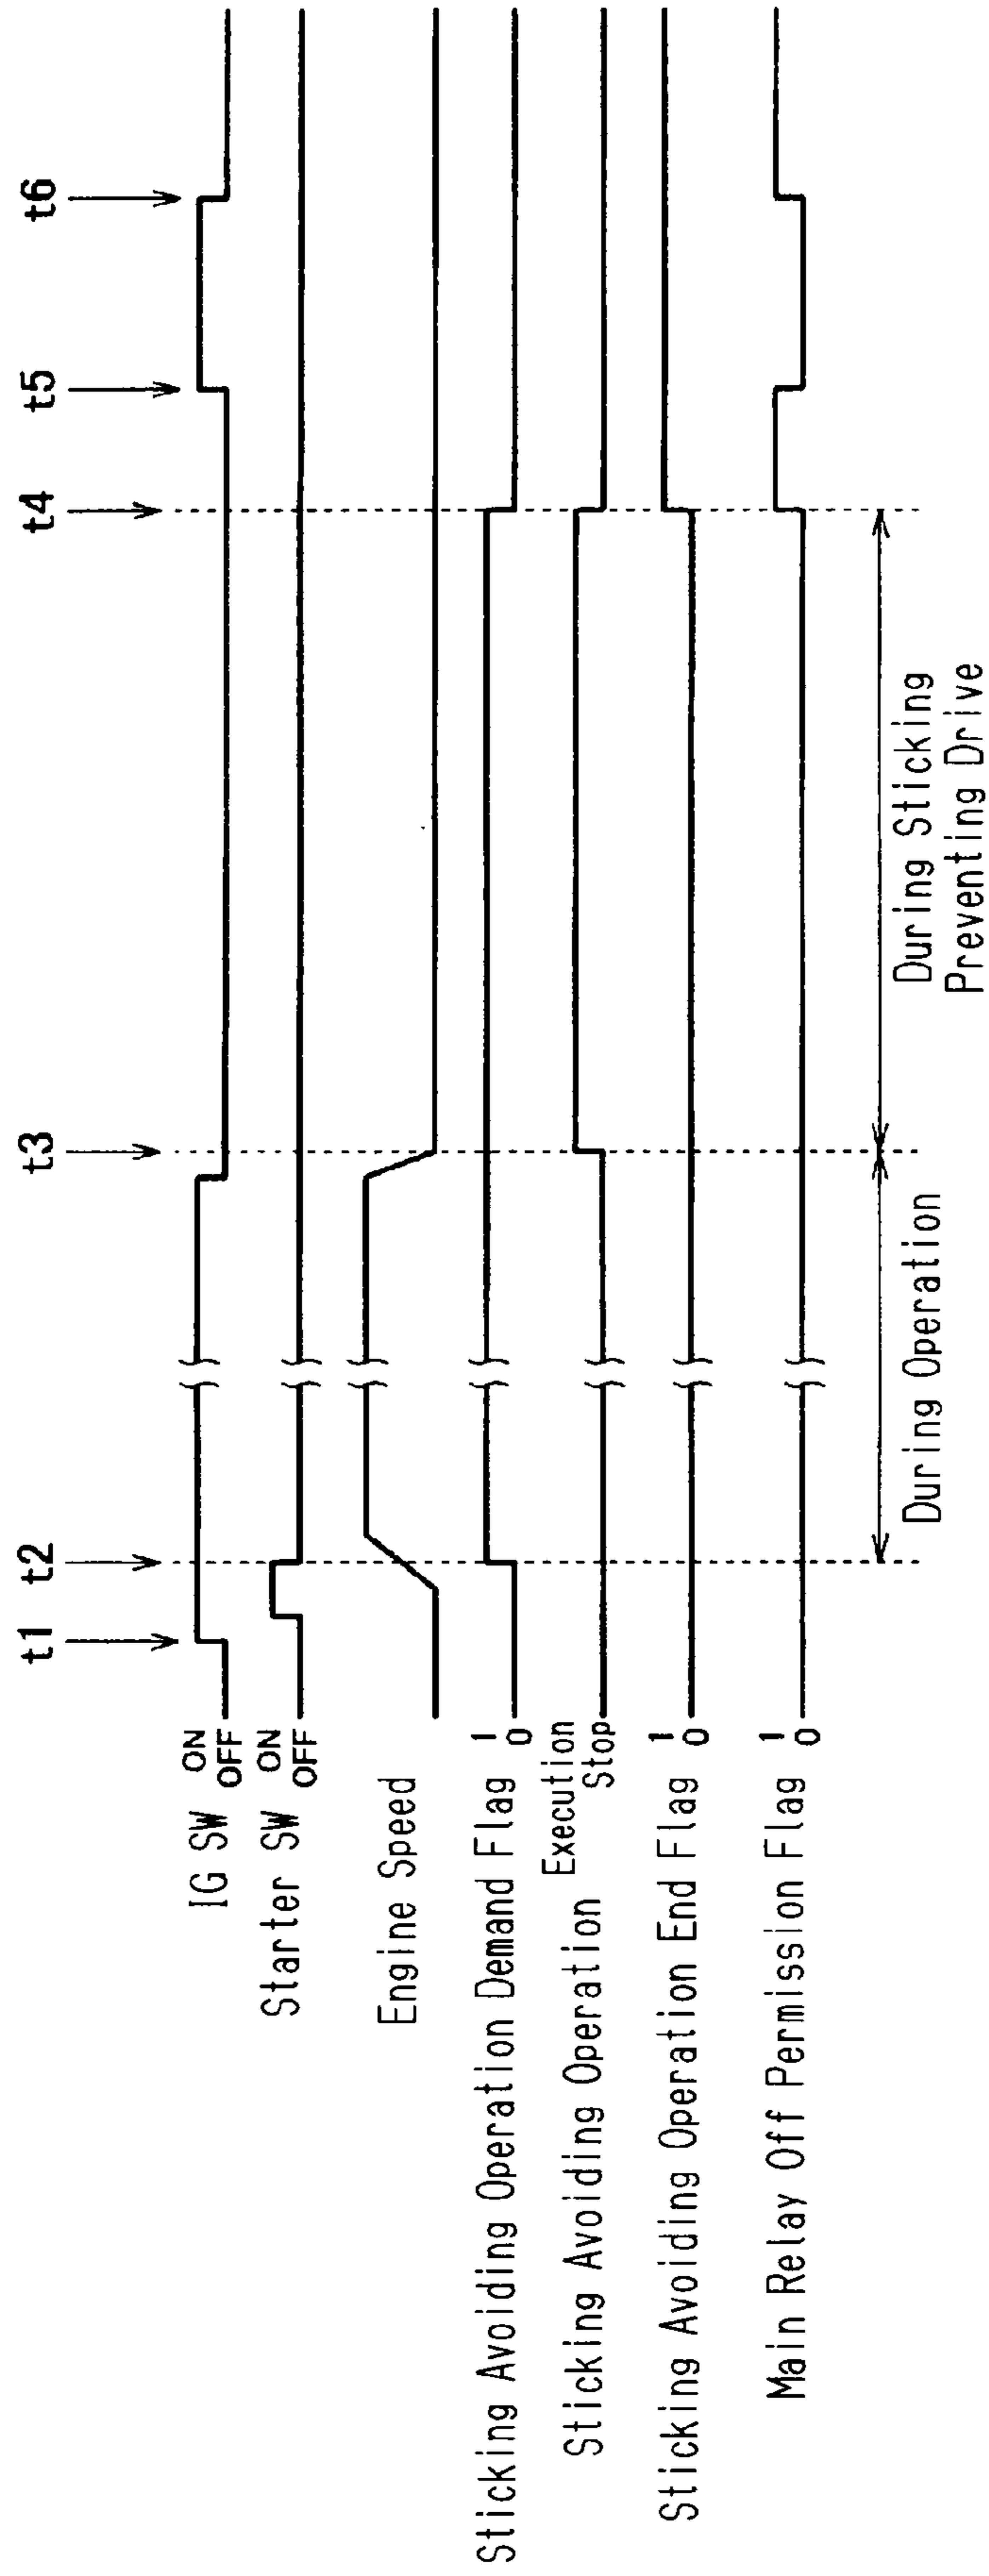 t1
t2
t3
t4
t5
t6
IG SW
ON
OFF
Starter SW
ON
OFF
Engine Speed
Sticking Avoiding Operation Demand Flag
1
0
Sticking Avoiding Operation
Execution
Stop
Sticking Avoiding Operation End Flag
1
0
Main Relay Off Permission Flag
1
0
During Operation
During Sticking
Preventing Drive